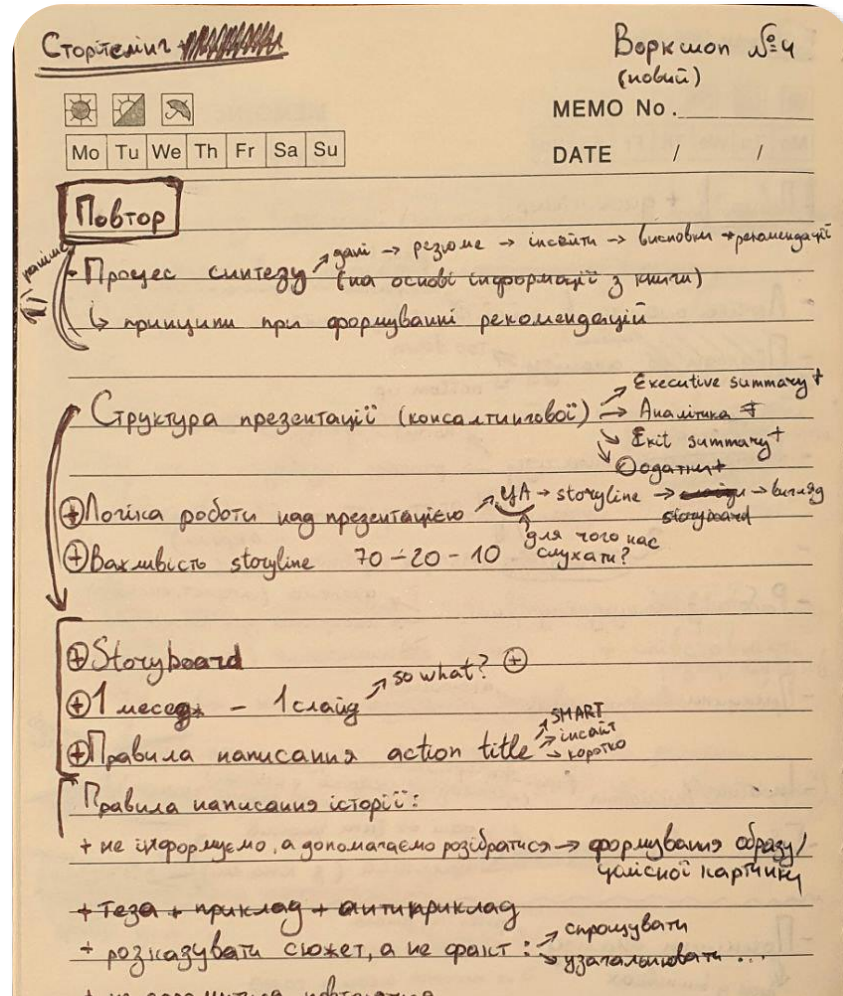 Сторітелінг
Воркшоп №4
(новий)
MEMO No.
Mo Tu We Th Fr Sa Su
DATE / /
Повтор
- Процес синтезу → дані → резюме → інсайти → висновки → рекомендації
(на основі інформації з книги)
↳ принципи при формуванні рекомендацій
Структура презентації (консалтингової) → Executive summary +
→ Аналітика +
→ Exit summary +
→ Додатки +
+ Логіка роботи над презентацією → ЦА → storyline → storyboard → вигляд
для чого нас
слухати?
+ Важливість storyline 70-20-10
+ Storyboard
+ 1 меседж - 1 слайд → so what? +
+ Правила написання action title → SMART
→ інсайт
→ коротко
Правила написання історії:
+ не інформуємо, а допомагаємо розібратися → формування образу/
цілісної картинки
+ теза + приклад + антиприклад
+ розказувати сюжет, а не факт: → спрощувати
→ узагальнювати ...